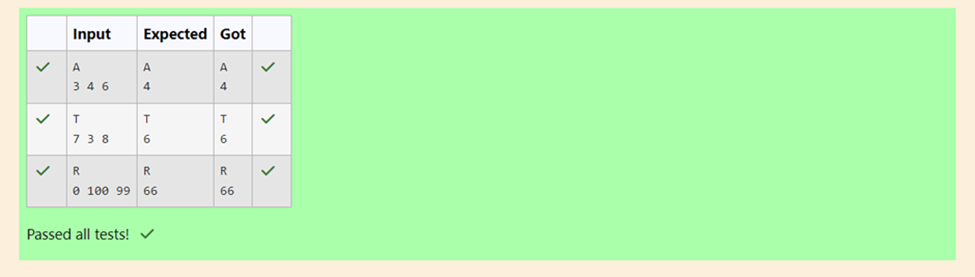 Input Expected Got
A A A
3 4 6 4 4
T T T
7 3 8 6 6
R R R
0 100 99 66 66
Passed all tests!